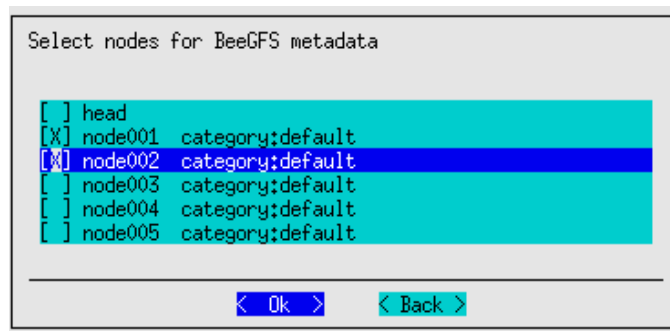 Select nodes for BeeGFS metadata
[ ] head
[X] node001 category:default
[X] node002 category:default
[ ] node003 category:default
[ ] node004 category:default
[ ] node005 category:default
< Ok > < Back >